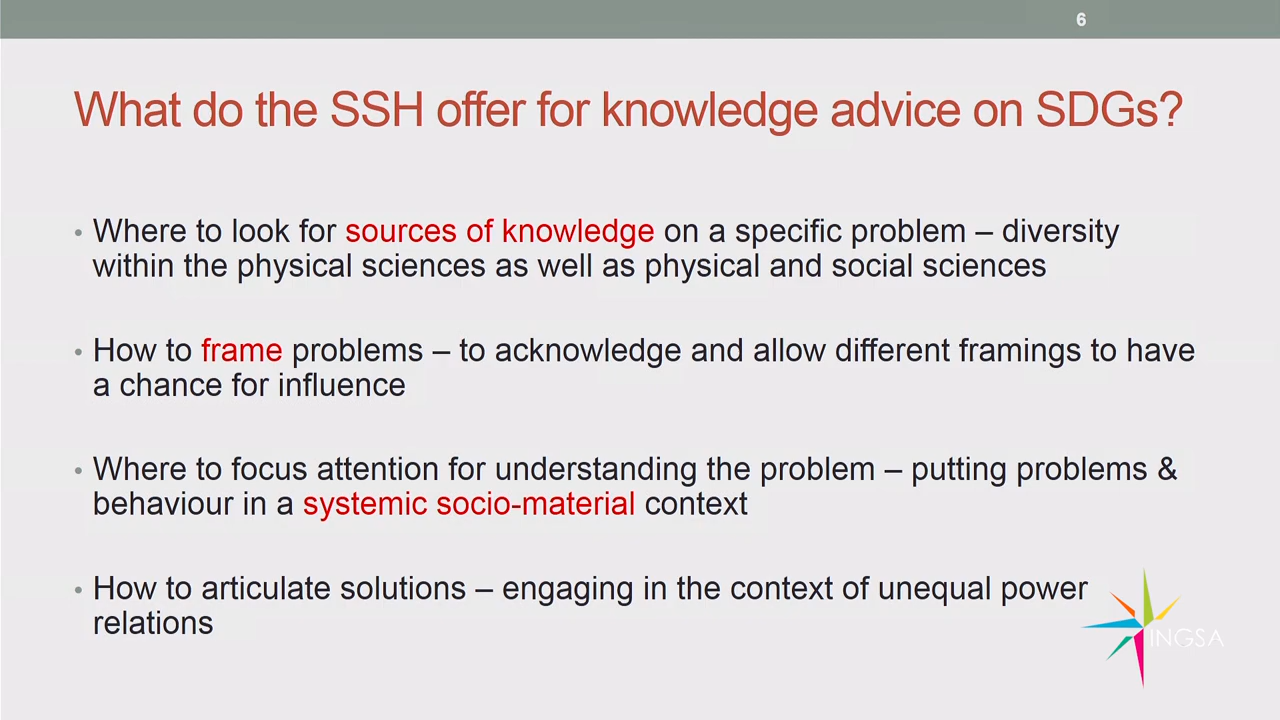 6
What do the SSH offer for knowledge advice on SDGs?
• Where to look for sources of knowledge on a specific problem – diversity
within the physical sciences as well as physical and social sciences
• How to frame problems – to acknowledge and allow different framings to have
a chance for influence
• Where to focus attention for understanding the problem – putting problems &
behaviour in a systemic socio-material context
• How to articulate solutions – engaging in the context of unequal power
relations
INGSA